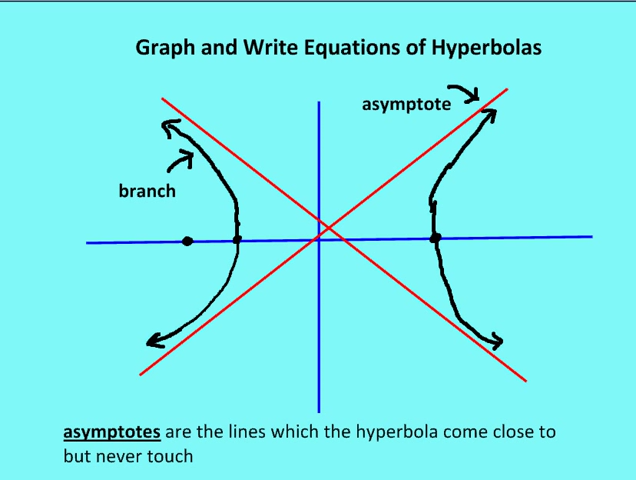 Graph and Write Equations of Hyperbolas
asymptote
branch
asymptotes are the lines which the hyperbola come close to
but never touch